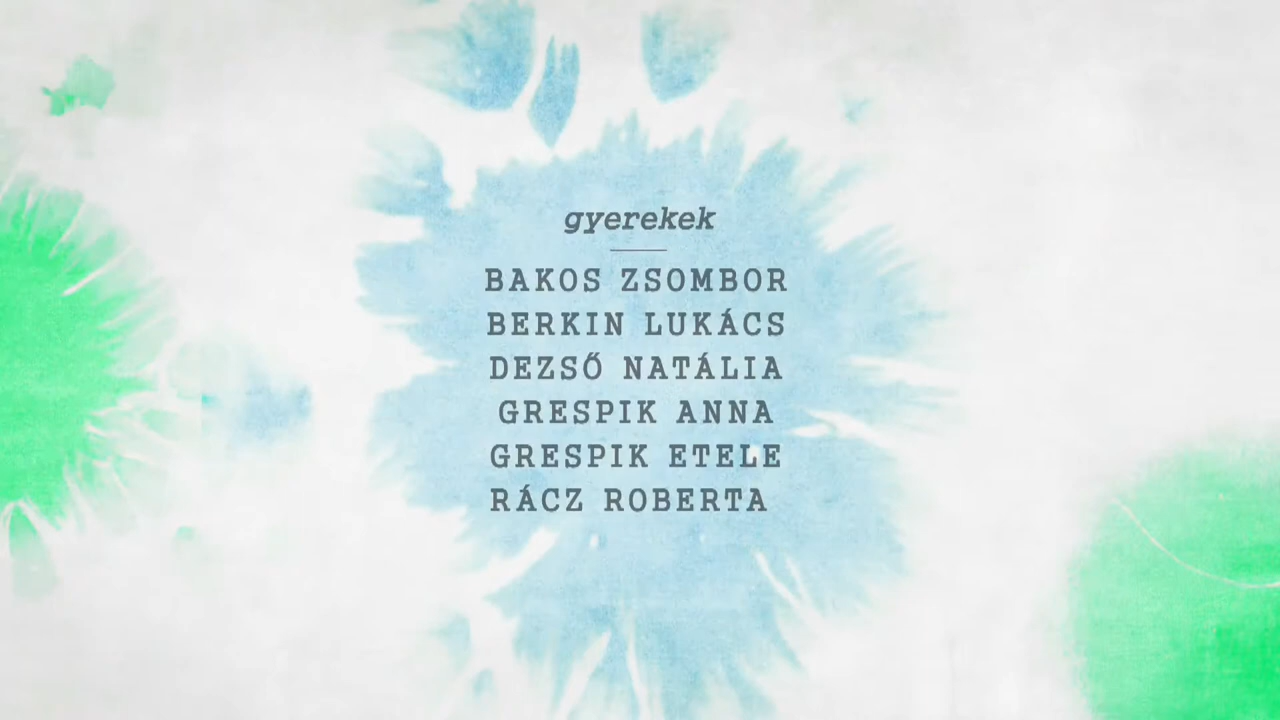 gyerekek
BAKOS ZSOMBOR
BERKIN LUKÁCS
DEZSŐ NATÁLIA
GRESPIK ANNA
GRESPIK ETELE
RÁCZ ROBERTA